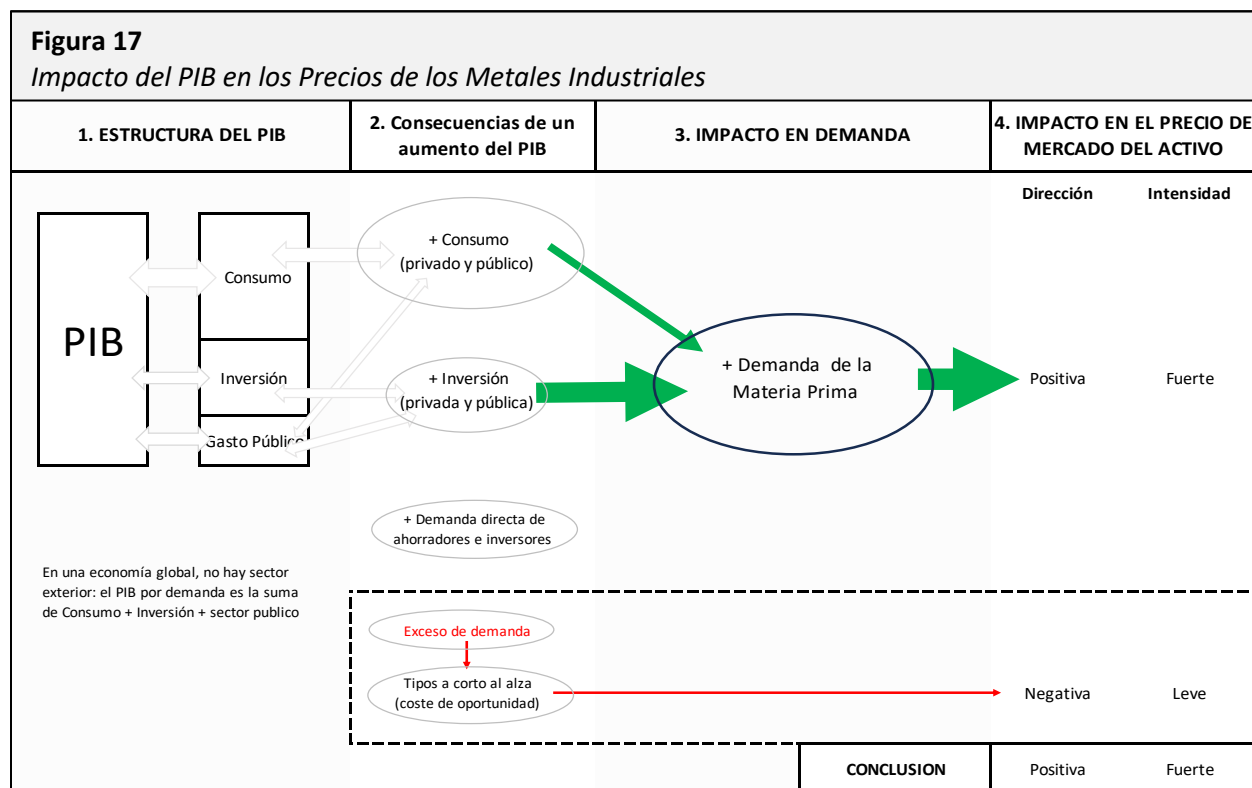 Figura 17
Impacto del PIB en los Precios de los Metales Industriales
1. ESTRUCTURA DEL PIB
2. Consecuencias de un
aumento del PIB
3. IMPACTO EN DEMANDA
4. IMPACTO EN EL PRECIO DE
MERCADO DEL ACTIVO
Dirección
Intensidad
PIB
Consumo
Inversión
Gasto Público
+ Consumo
(privado y público)
+ Inversión
(privada y pública)
+ Demanda de la
Materia Prima
Positiva
Fuerte
+ Demanda directa de
ahorradores e inversores
En una economía global, no hay sector
exterior: el PIB por demanda es la suma
de Consumo + Inversión + sector publico
Exceso de demanda
Tipos a corto al alza
(coste de oportunidad)
Negativa
Leve
CONCLUSION
Positiva
Fuerte